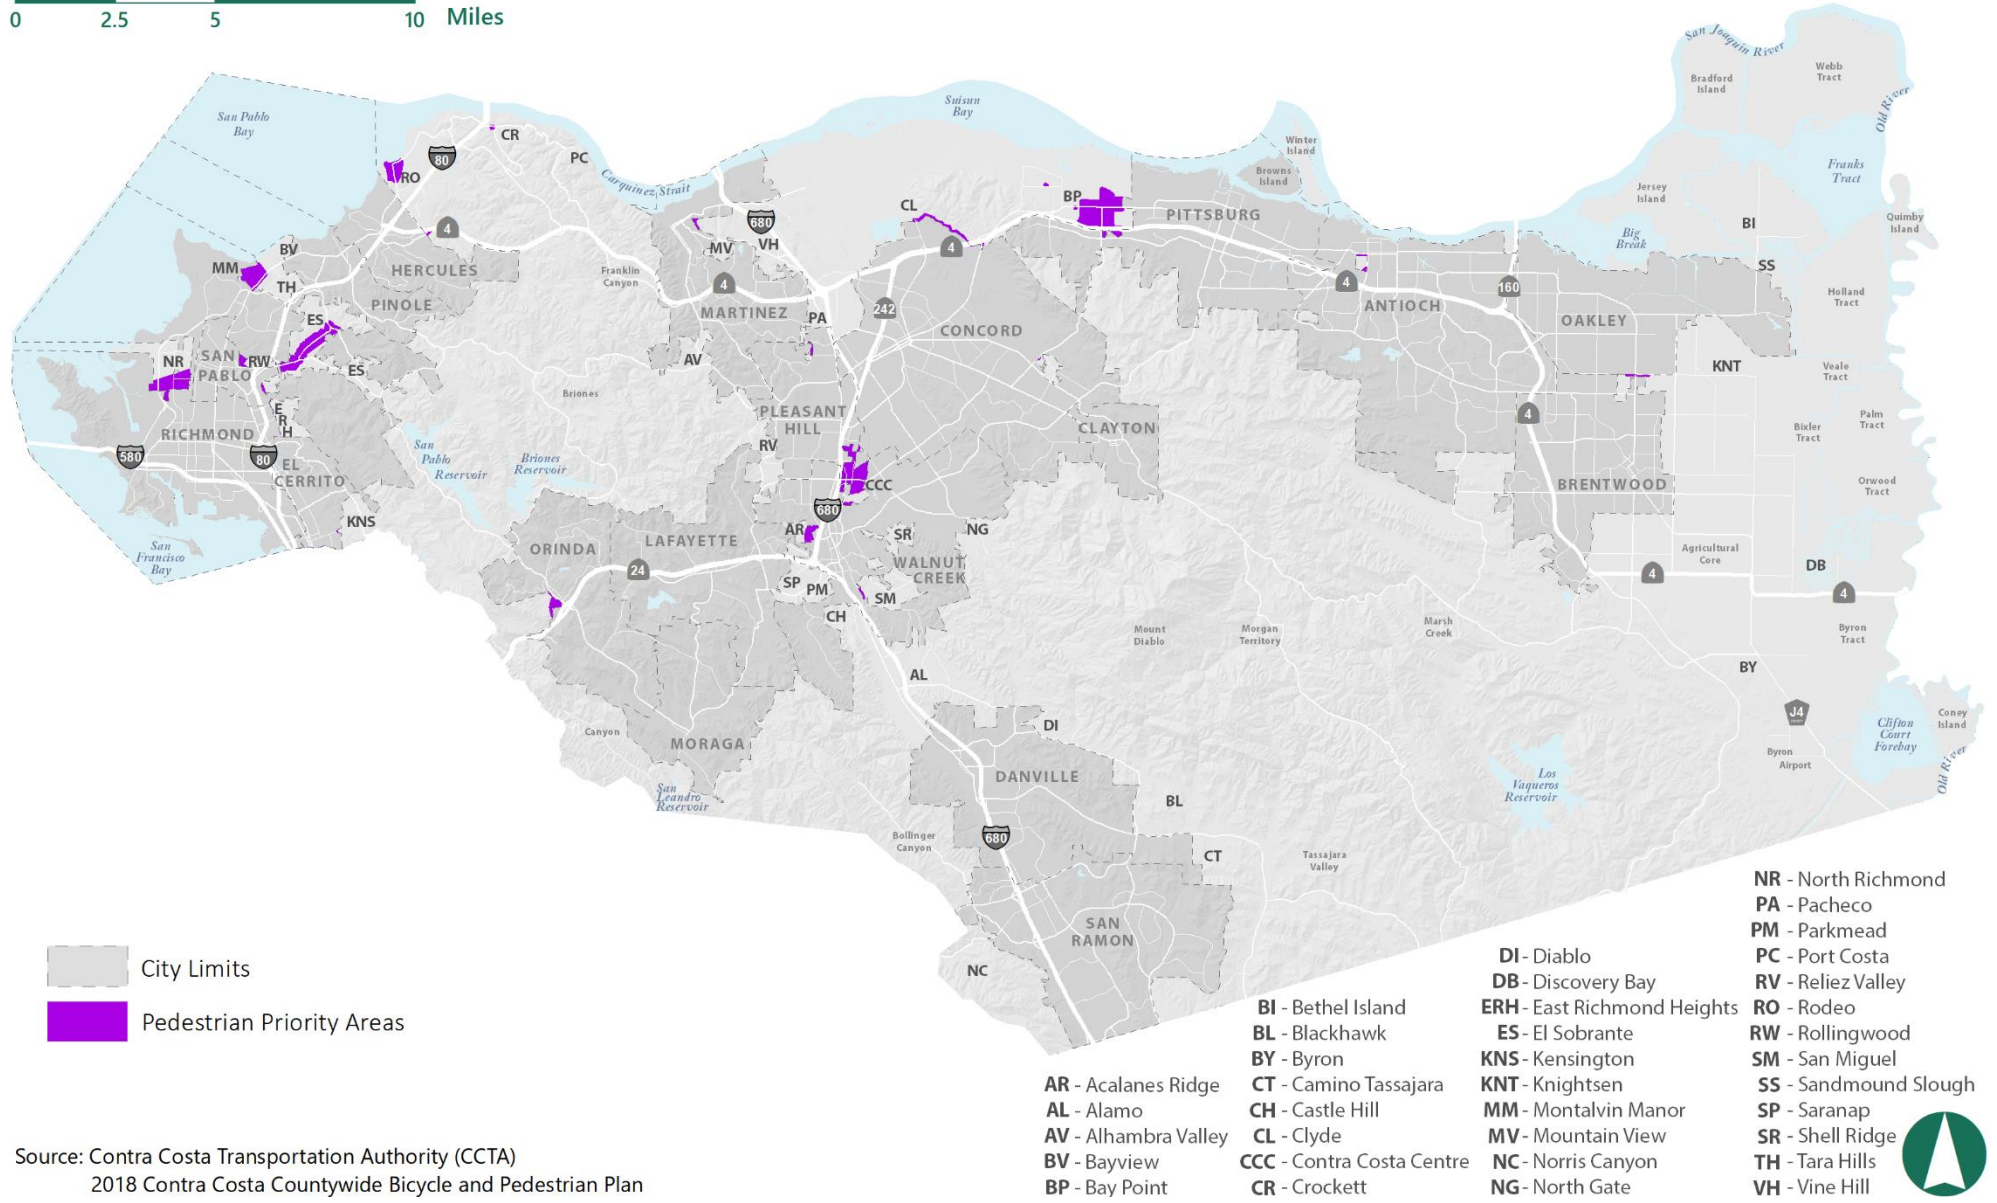 0 2.5 5 10 Miles
San Joaquin River
Webb
Tract
Bradford
Island
Old River
San Pablo
Bay
Suisun
Bay
CR
80
PC
Winter
Island
Franks
Tract
RO
Carquinez Strait
Browns
Island
Jersey
Island
BP
CL
PITTSBURG
680
BI
Quimby
Island
4
MV
VH
4
Big
Break
BV
MM
HERCULES
Franklin
Canyon
SS
TH
4
4
160
Holland
Tract
PINOLE
MARTINEZ
PA
242
ANTIOCH
OAKLEY
ES
CONCORD
NR
SAN
PABLO
RW
ES
AV
KNT
Veale
Tract
Briones
E
R
H
PLEASANT
HILL
CLAYTON
4
Palm
Tract
Bixler
Tract
RICHMOND
RV
580
80
San
Pablo
Reservoir
Briones
Reservoir
EL
CERRITO
CCC
BRENTWOOD
Orwood
Tract
680
KNS
AR
SR
NG
San
Francisco
Bay
ORINDA
LAFAYETTE
WALNUT
CREEK
Agricultural
Core
24
SP
PM
SM
4
DB
4
CH
Mount
Diablo
Morgan
Territory
Marsh
Creek
Byron
Tract
AL
BY
Canyon
MORAGA
DI
J4
Clifton
Court
Forebay
Coney
Island
Byron
Airport
Old River
DANVILLE
San
Leandro
Reservoir
BL
Los
Vaqueros
Reservoir
Bollinger
Canyon
680
CT
Tassajara
Valley
SAN
RAMON
NC
City Limits
Pedestrian Priority Areas
AR - Acalanes Ridge
AL - Alamo
AV - Alhambra Valley
BV - Bayview
BP - Bay Point
BI - Bethel Island
BL - Blackhawk
BY - Byron
CT - Camino Tassajara
CH - Castle Hill
CL - Clyde
CCC - Contra Costa Centre
CR - Crockett
DI - Diablo
DB - Discovery Bay
ERH - East Richmond Heights
ES - El Sobrante
KNS - Kensington
KNT - Knightsen
MM - Montalvin Manor
MV - Mountain View
NC - Norris Canyon
NG - North Gate
NR - North Richmond
PA - Pacheco
PM - Parkmead
PC - Port Costa
RV - Reliez Valley
RO - Rodeo
RW - Rollingwood
SM - San Miguel
SS - Sandmound Slough
SP - Saranap
SR - Shell Ridge
TH - Tara Hills
VH - Vine Hill
Source: Contra Costa Transportation Authority (CCTA)
2018 Contra Costa Countywide Bicycle and Pedestrian Plan